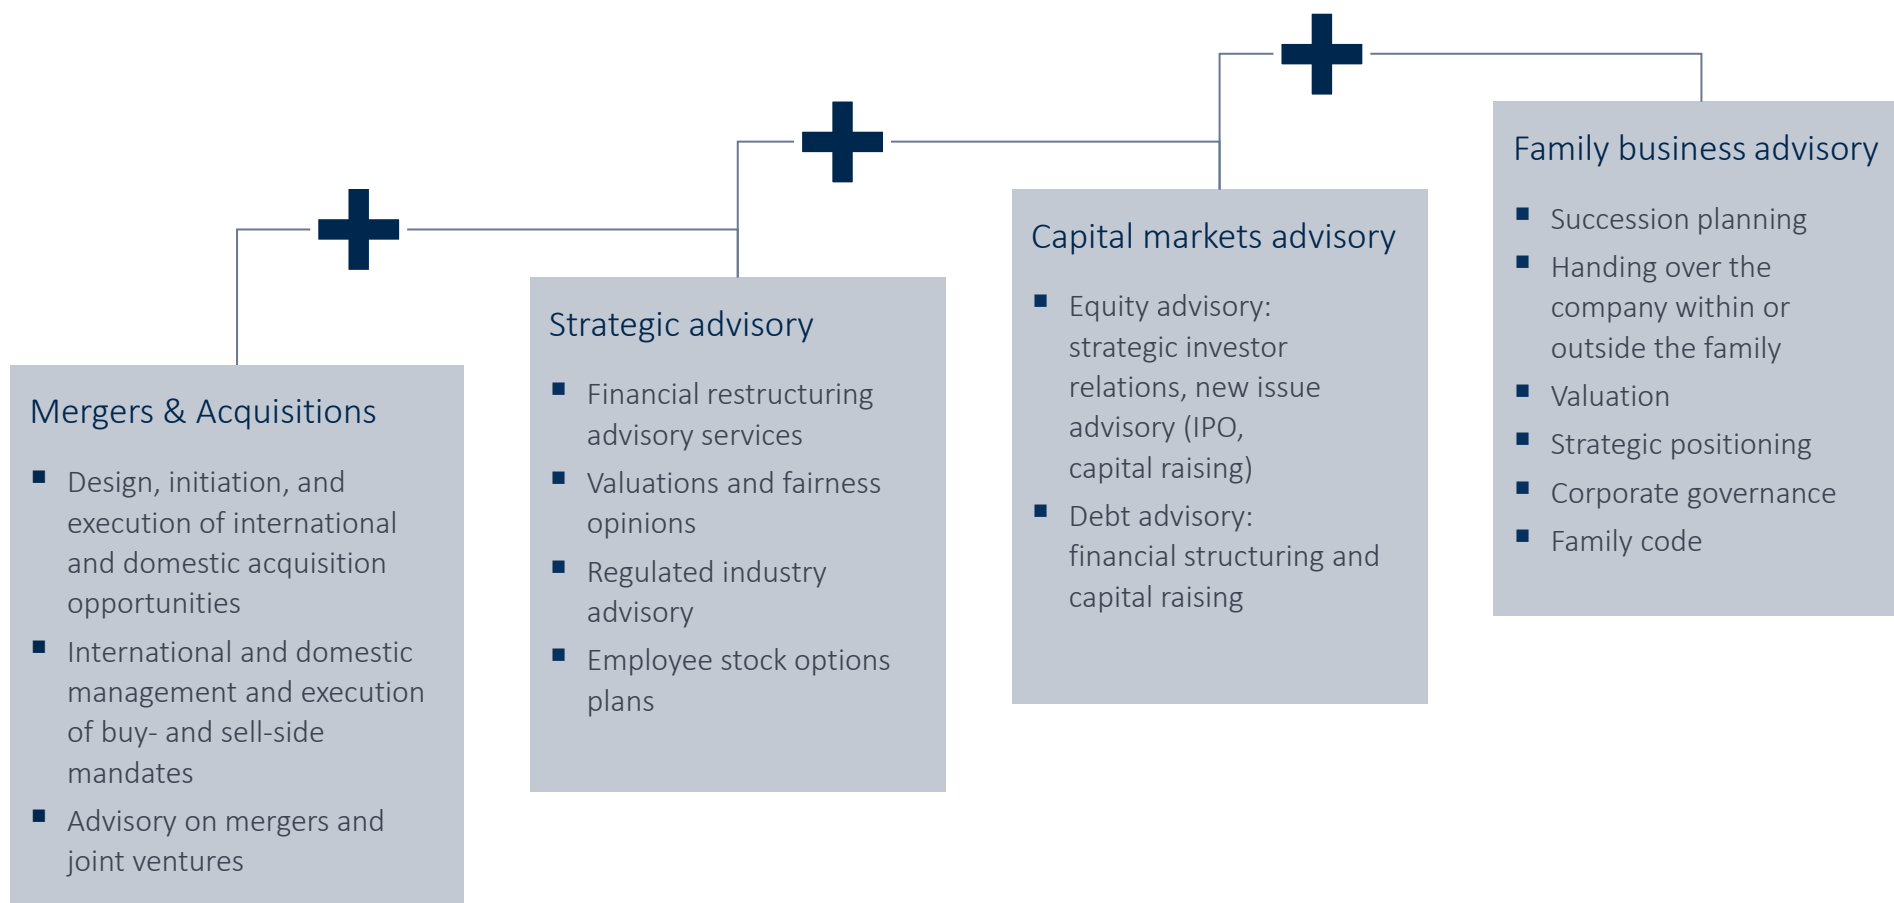 Mergers & Acquisitions
Design, initiation, and
execution of international
and domestic acquisition
opportunities
International and domestic
management and execution
of buy- and sell-side
mandates
Advisory on mergers and
joint ventures
Strategic advisory
Financial restructuring
advisory services
Valuations and fairness
opinions
Regulated industry
advisory
Employee stock options
plans
Capital markets advisory
Equity advisory:
strategic investor
relations, new issue
advisory (IPO,
capital raising)
Debt advisory:
financial structuring and
capital raising
Family business advisory
Succession planning
Handing over the
company within or
outside the family
Valuation
Strategic positioning
Corporate governance
Family code